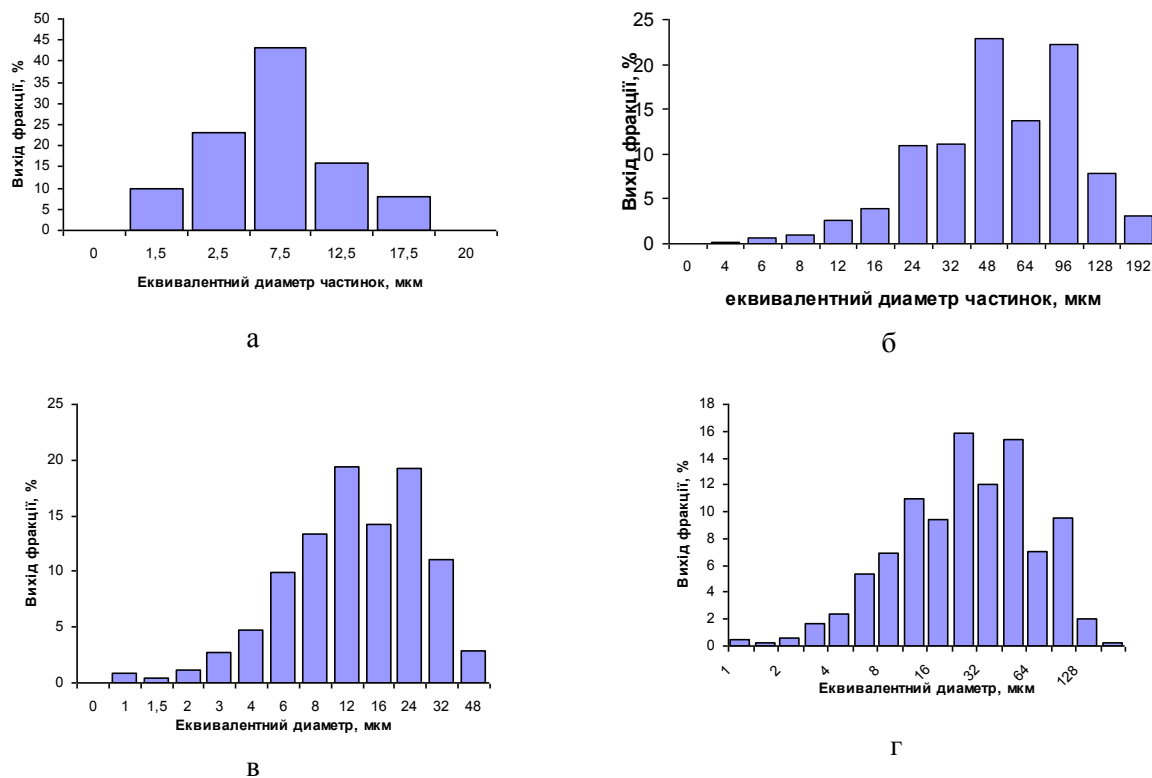 50
45
40
35
30
25
20
15
10
5
0
Вихід фракції, %
0 1,5 2,5 7,5 12,5 17,5 20
Еквивалентний диаметр частинок, мкм
а
25
20
15
10
5
0
Вихід фракції, %
0 4 6 8 12 16 24 32 48 64 96 128 192
еквивалентний диаметр частинок, мкм
б
25
20
15
10
5
0
Вихід фракції, %
0 1 1,5 2 3 4 6 8 12 16 24 32 48
Еквивалентний диаметр, мкм
в
18
16
14
12
10
8
6
4
2
0
Вихід фракції, %
1 2 4 8 16 32 64 128
Еквивалентний диаметр, мкм
г